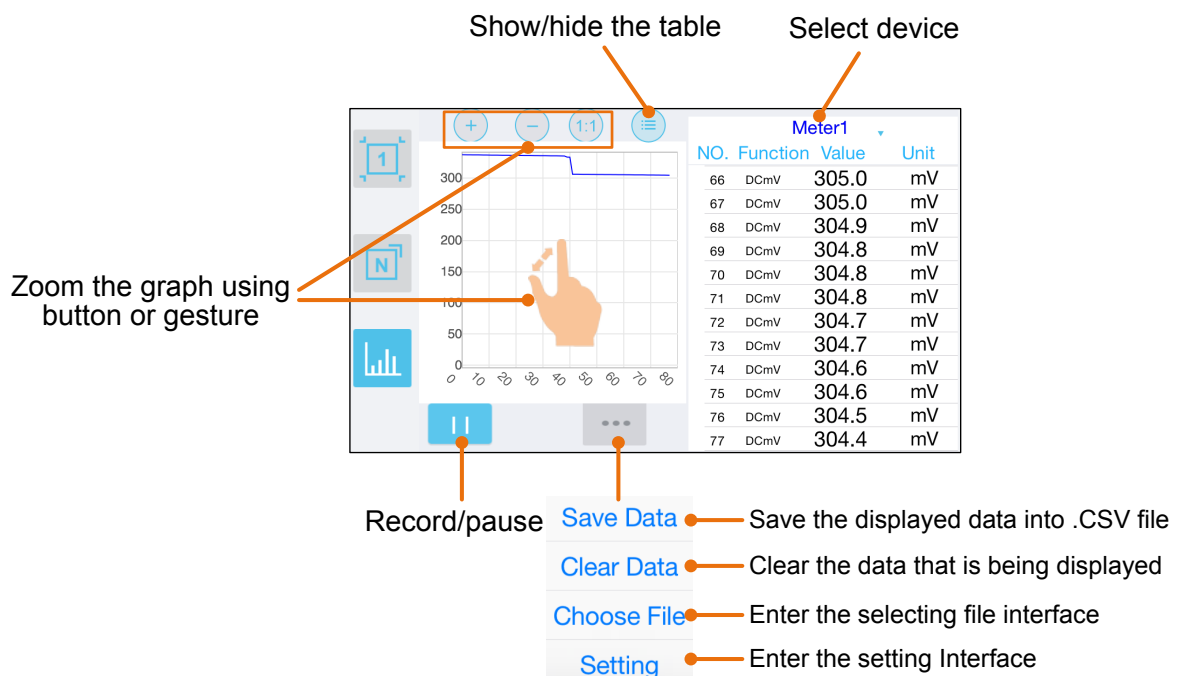 Show/hide the table
Select device
+ − 1:1
1
N
Zoom the graph using
button or gesture
300
250
200
150
100
50
0
0 10 20 30 40 50 60 70 80
Meter1
NO. Function Value Unit
66 DCmV 305.0 mV
67 DCmV 305.0 mV
68 DCmV 304.9 mV
69 DCmV 304.8 mV
70 DCmV 304.8 mV
71 DCmV 304.8 mV
72 DCmV 304.7 mV
73 DCmV 304.7 mV
74 DCmV 304.6 mV
75 DCmV 304.6 mV
76 DCmV 304.5 mV
77 DCmV 304.4 mV
Record/pause
Save Data Save the displayed data into .CSV file
Clear Data Clear the data that is being displayed
Choose File Enter the selecting file interface
Setting Enter the setting Interface